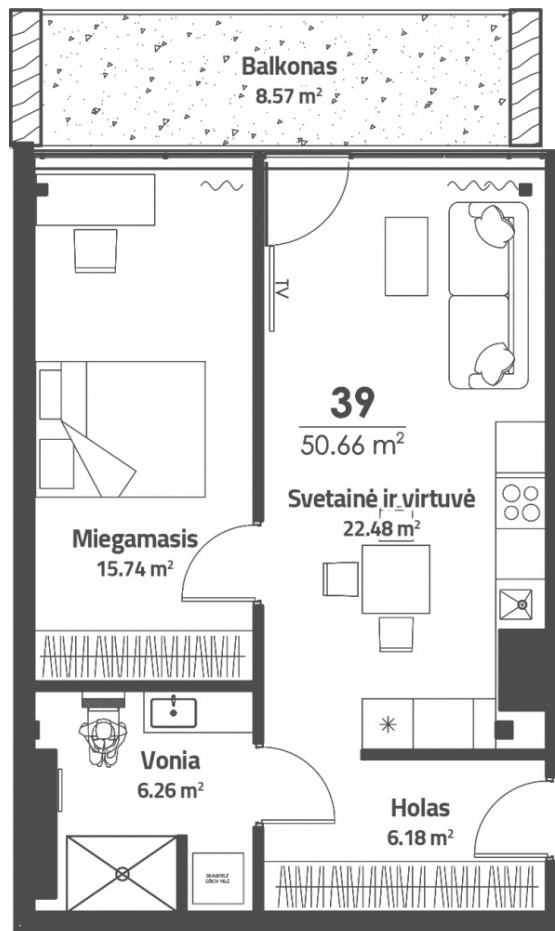 Balkonas
8.57 m²
TV
39
50.66 m²
Svetainė ir virtuvė
22.48 m²
Miegamasis
15.74 m²
Vonia
6.26 m²
Holas
6.18 m²